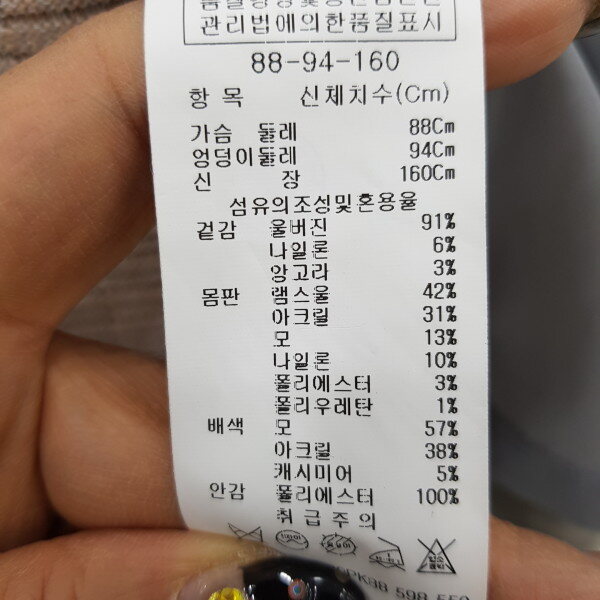 관리법에의한품질표시
88-94-160
항 목 신체치수(Cm)
가슴 둘레 88Cm
엉덩이둘레 94Cm
신 장 160Cm
섬유의조성및혼용율
겉감 울버진 91%
나일론 6%
앙고라 3%
몸판 램스울 42%
아크릴 31%
모 13%
나일론 10%
폴리에스터 3%
폴리우레탄 1%
배색 모 57%
아크릴 38%
캐시미어 5%
안감 폴리에스터 100%
취급주의